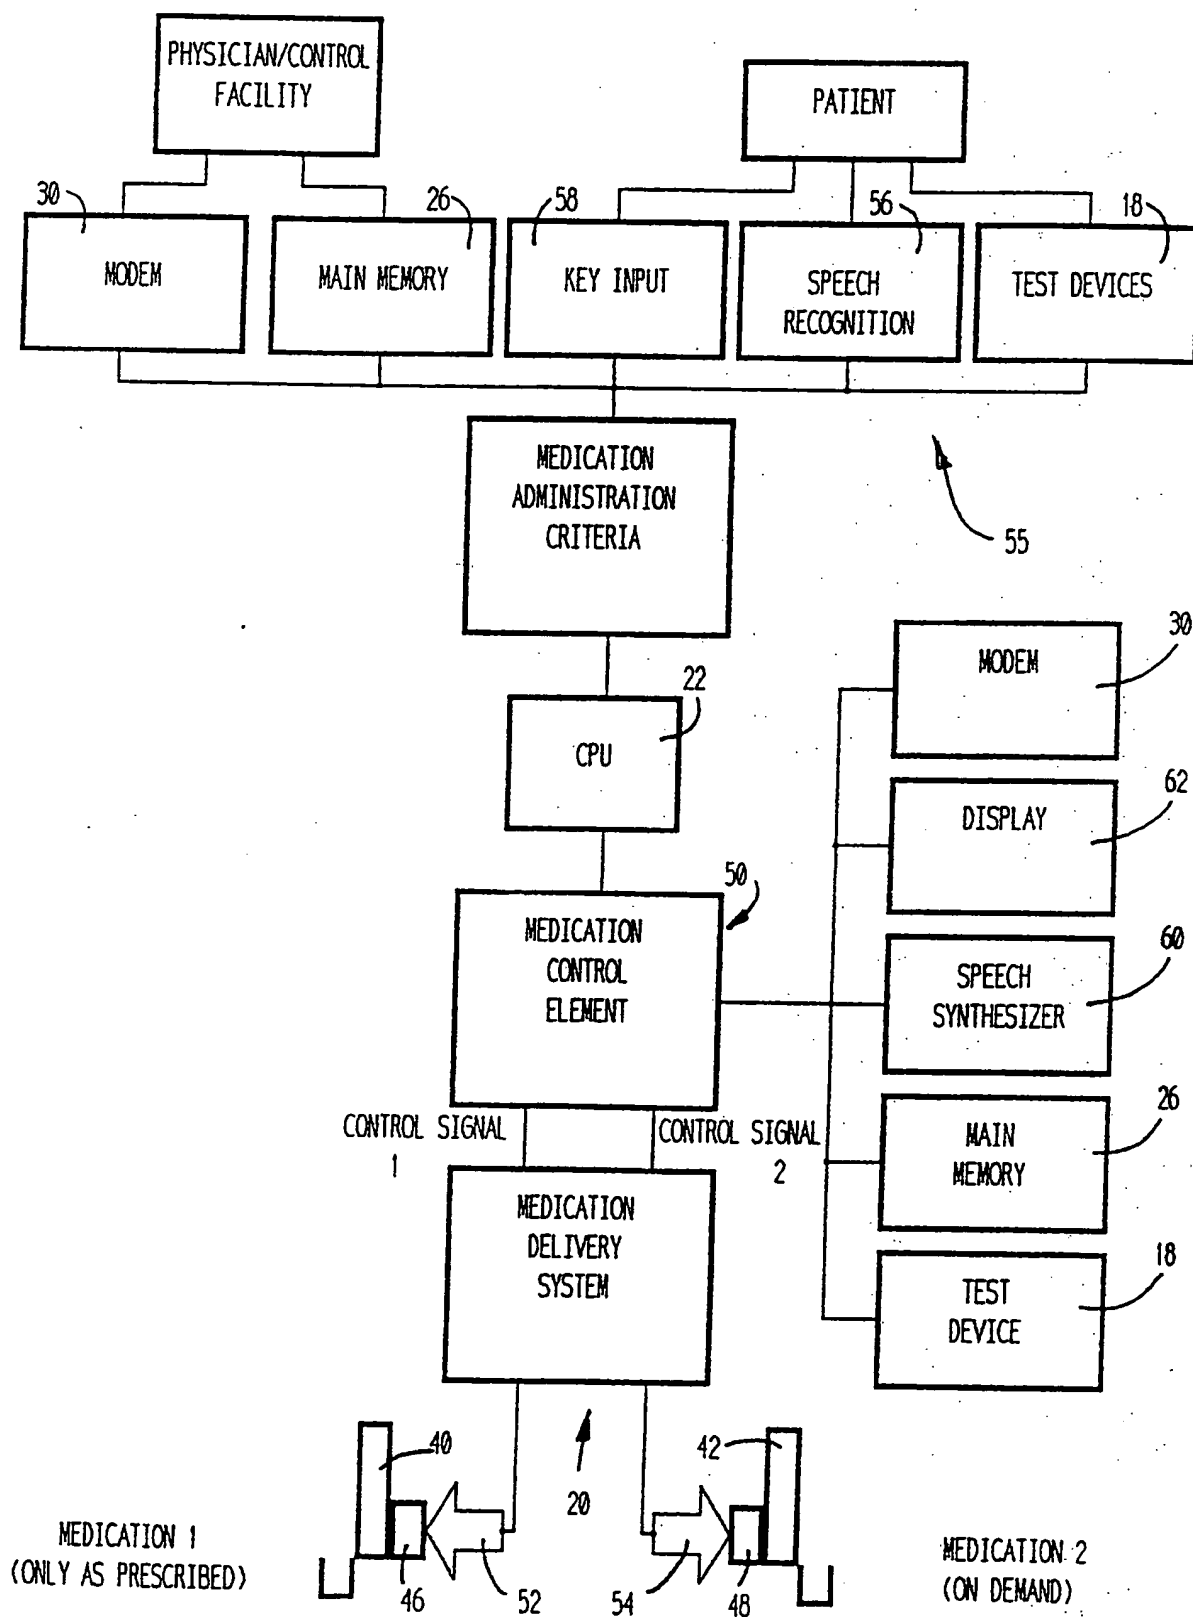 PHYSICIAN/CONTROL
FACILITY
PATIENT
30
26
58
56
18
MODEM
MAIN MEMORY
KEY INPUT
SPEECH
RECOGNITION
TEST DEVICES
MEDICATION
ADMINISTRATION
CRITERIA
55
22
CPU
30
MODEM
62
DISPLAY
50
MEDICATION
CONTROL
ELEMENT
60
SPEECH
SYNTHESIZER
CONTROL SIGNAL
1
CONTROL SIGNAL
2
26
MAIN
MEMORY
MEDICATION
DELIVERY
SYSTEM
18
TEST
DEVICE
40
42
20
MEDICATION 1
(ONLY AS PRESCRIBED)
46
52
54
48
MEDICATION 2
(ON DEMAND)